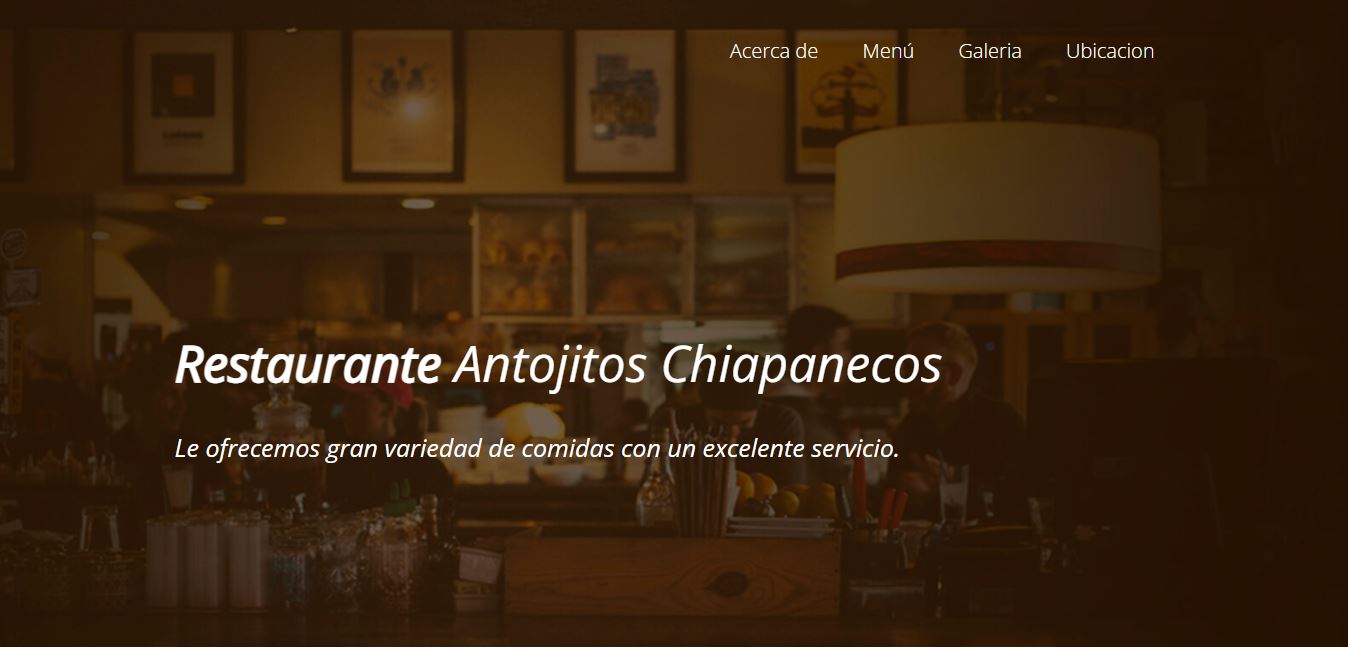 Acerca de Menú Galeria Ubicacion
Restaurante Antojitos Chiapanecos
Le ofrecemos gran variedad de comidas con un excelente servicio.